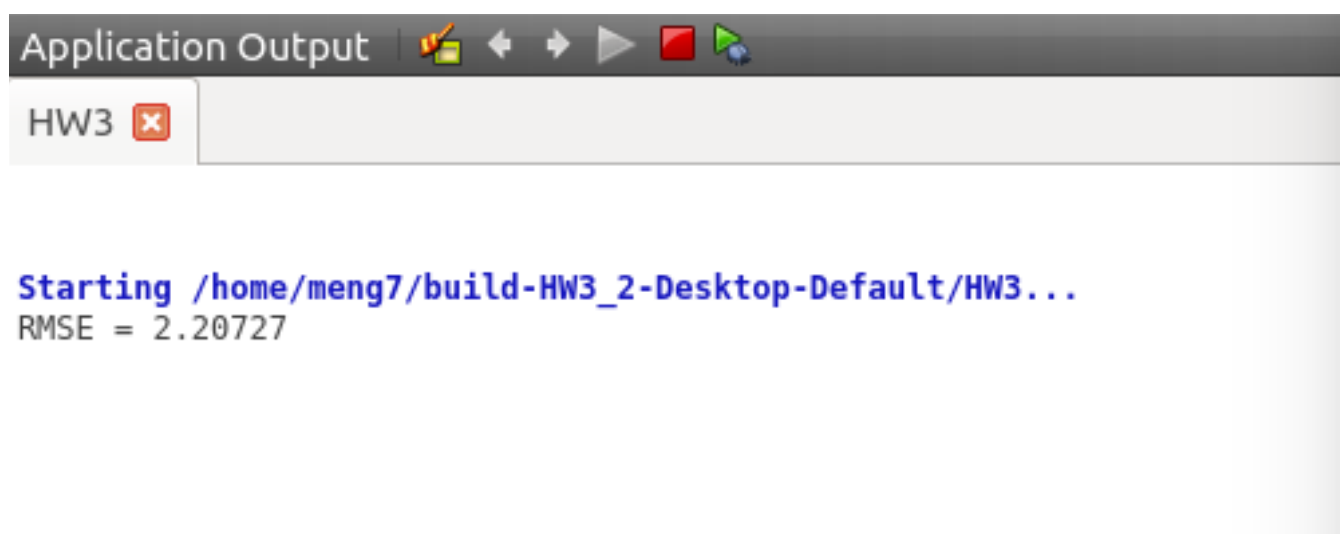 Application Output
HW3
Starting /home/meng7/build-HW3_2-Desktop-Default/HW3...
RMSE = 2.20727